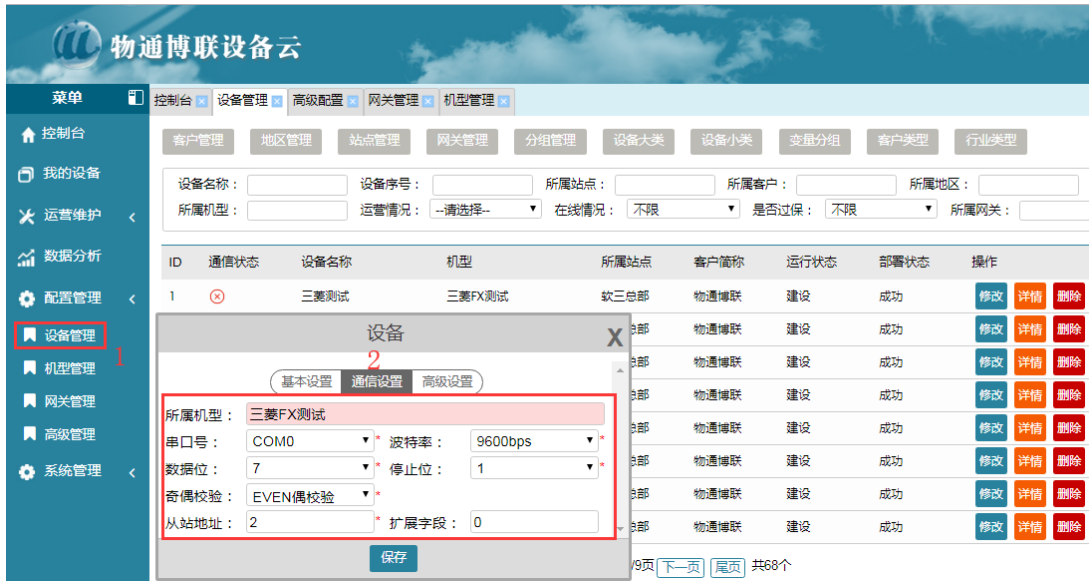 物通博联设备云
菜单
控制台 设备管理 高级配置 网关管理 机型管理
控制台
我的设备
运营维护
数据分析
配置管理
设备管理
1
机型管理
网关管理
高级管理
系统管理
客户管理 地区管理 站点管理 网关管理 分组管理 设备大类 设备小类 变量分组 客户类型 行业类型
设备名称： 设备序号： 所属站点： 所属客户： 所属地区：
所属机型： 运营情况： --请选择-- 在线情况： 不限 是否过保： 不限 所属网关：
ID 通信状态 设备名称 机型 所属站点 客户简称 运行状态 部署状态 操作
1 三菱测试 三菱FX测试 软三总部 物通博联 建设 成功 修改 详情 删除
总部 物通博联 建设 成功 修改 详情 删除
总部 物通博联 建设 成功 修改 详情 删除
总部 物通博联 建设 成功 修改 详情 删除
总部 物通博联 建设 成功 修改 详情 删除
总部 物通博联 建设 成功 修改 详情 删除
总部 物通博联 建设 成功 修改 详情 删除
总部 物通博联 建设 成功 修改 详情 删除
设备 X
2
基本设置 通信设置 高级设置
所属机型： 三菱FX测试
串口号： COM0 * 波特率： 9600bps *
数据位： 7 * 停止位： 1 *
奇偶校验： EVEN偶校验 *
从站地址： 2 * 扩展字段： 0
保存
/9页 下一页 尾页 共68个